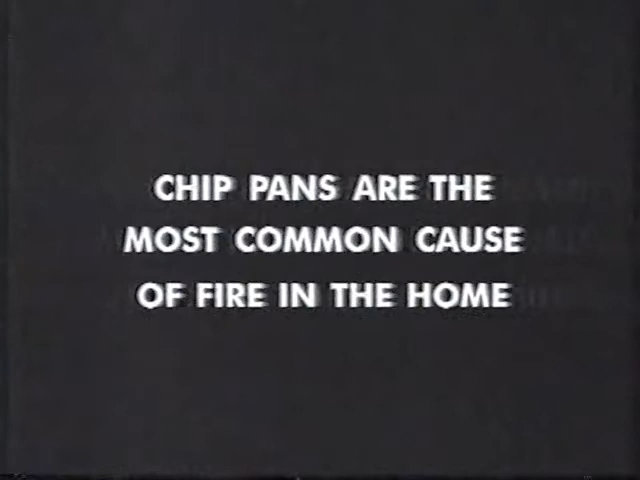 CHIP PANS ARE THE
MOST COMMON CAUSE
OF FIRE IN THE HOME